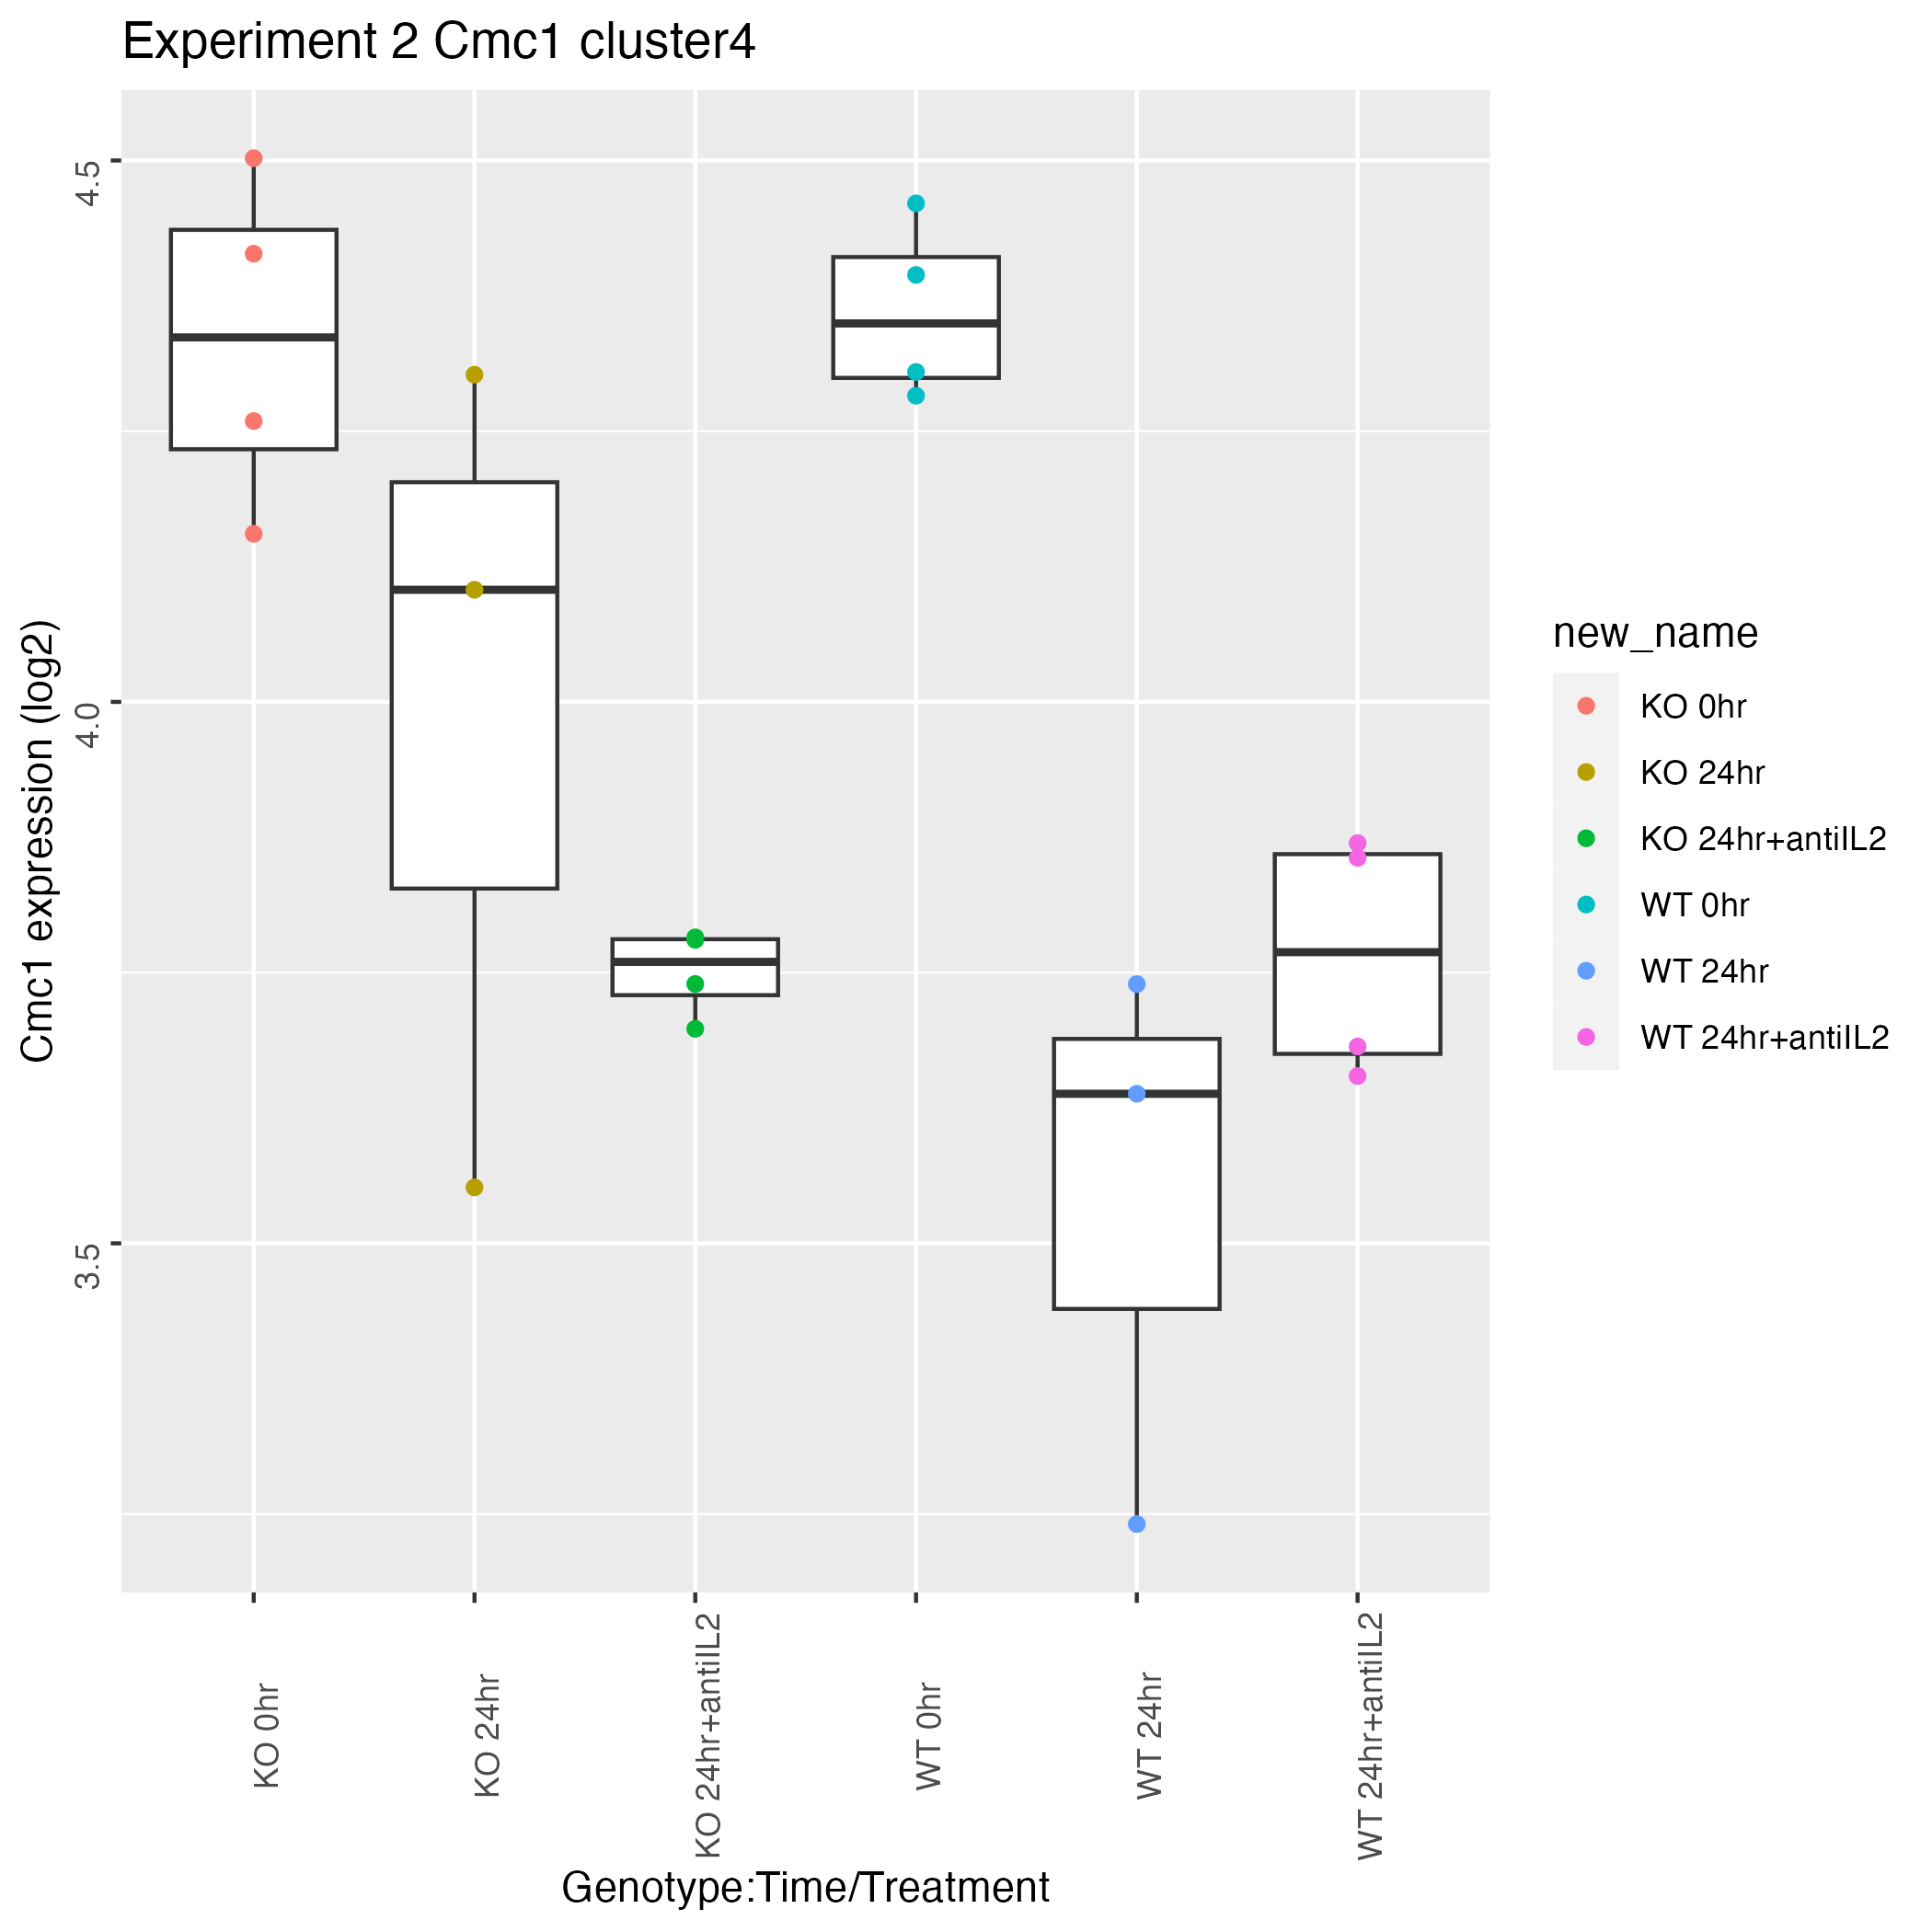 Experiment 2 Cmc1 cluster4
Cmc1 expression (log2)
4.5
4.0
3.5
KO 0hr
KO 24hr
KO 24hr+antiIL2
WT 0hr
WT 24hr
WT 24hr+antiIL2
Genotype:Time/Treatment
new_name
KO 0hr
KO 24hr
KO 24hr+antiIL2
WT 0hr
WT 24hr
WT 24hr+antiIL2